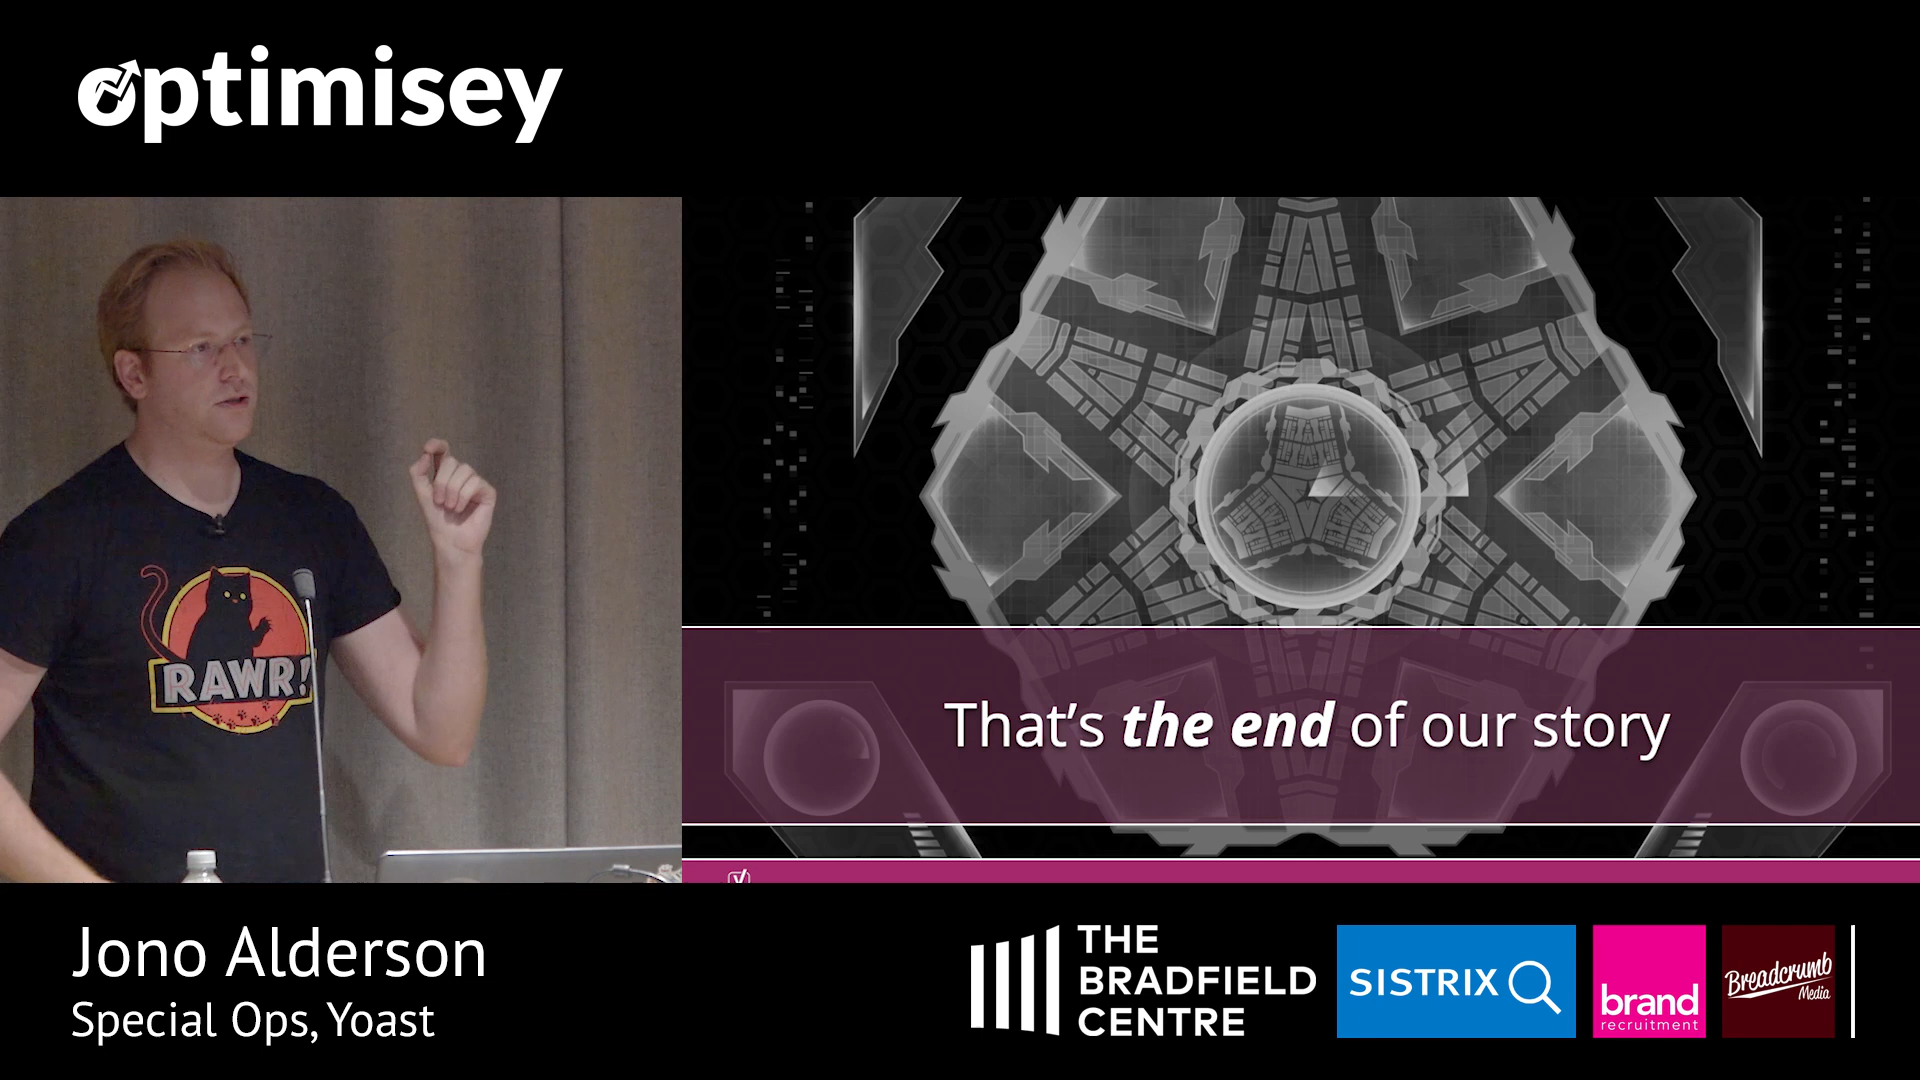 optimisey
RAWR!
That's the end of our story
Jono Alderson
Special Ops, Yoast
THE
BRADFIELD
CENTRE
SISTRIX
brand
recruitment
Breadcrumb
Media